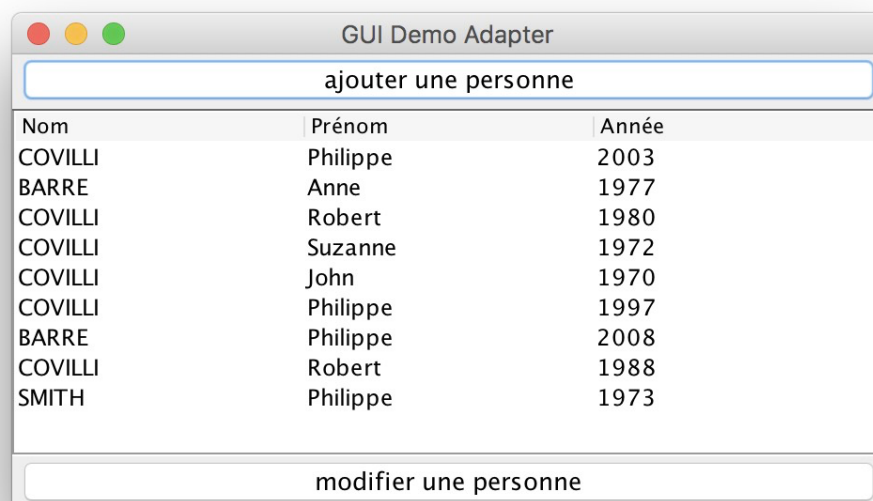 GUI Demo Adapter
ajouter une personne
Nom Prénom Année
COVILLI Philippe 2003
BARRE Anne 1977
COVILLI Robert 1980
COVILLI Suzanne 1972
COVILLI John 1970
COVILLI Philippe 1997
BARRE Philippe 2008
COVILLI Robert 1988
SMITH Philippe 1973
modifier une personne